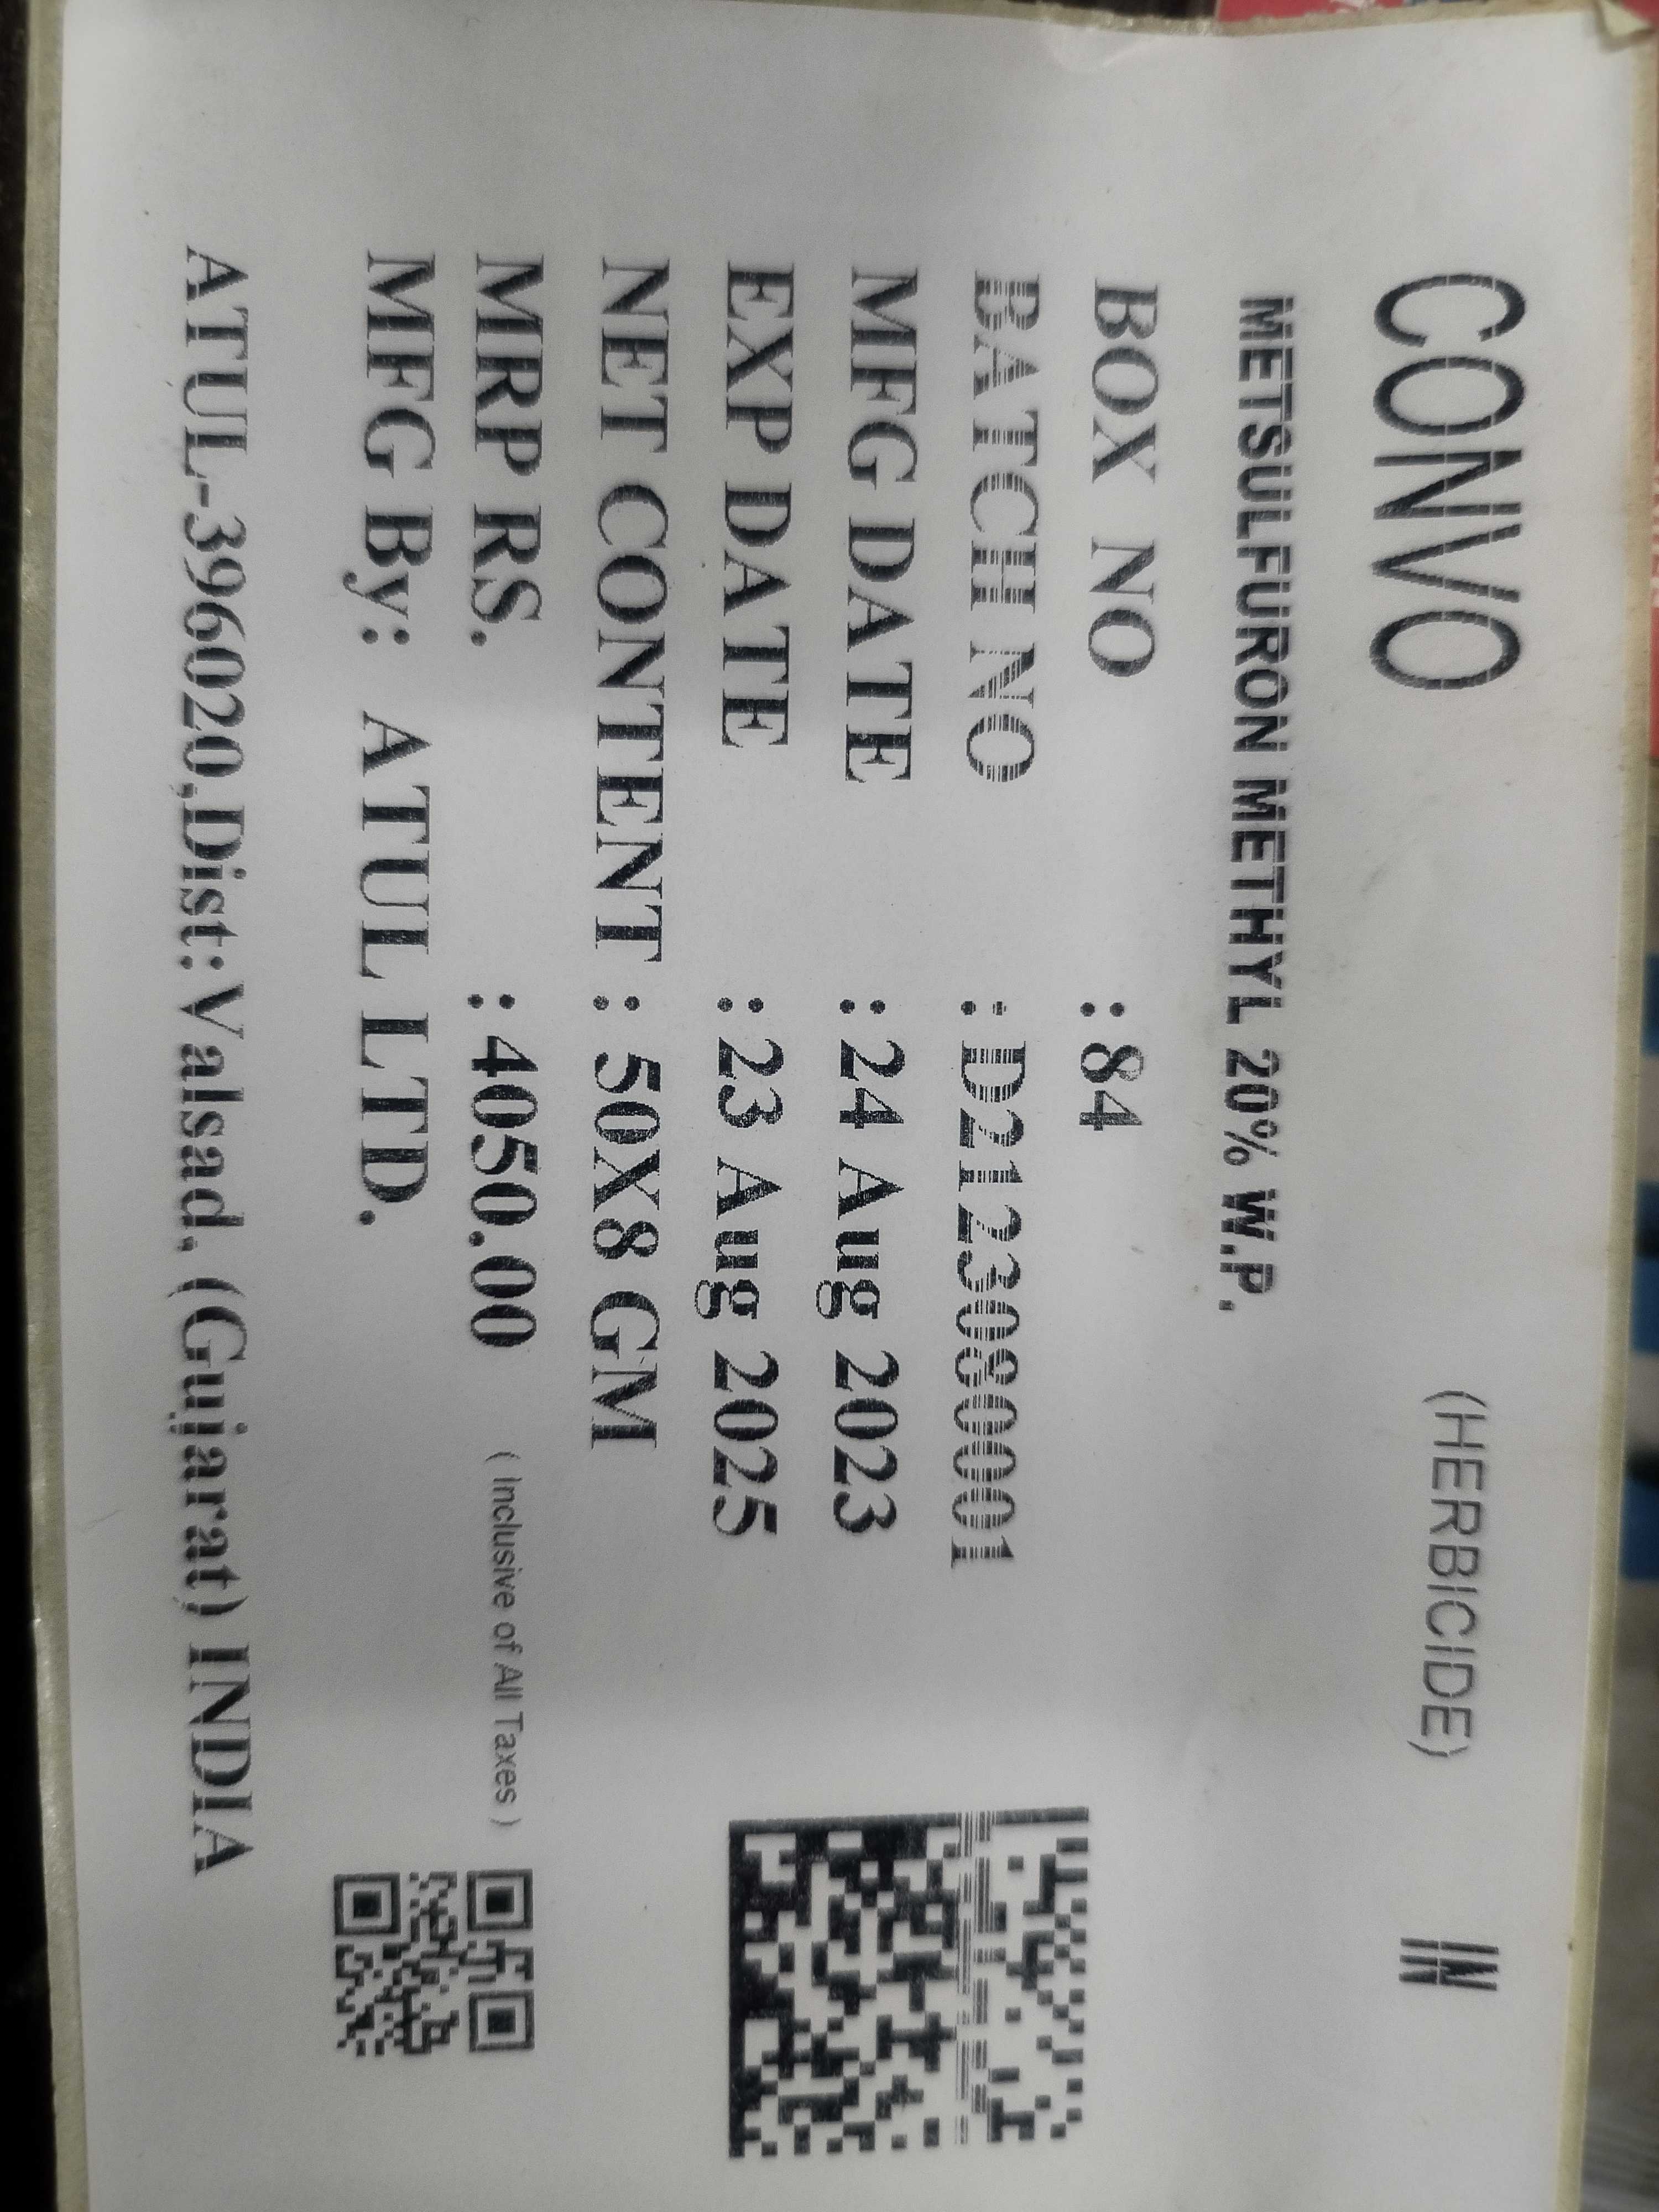 CONVO (HERBICIDE) IN
METSULFURON METHYL 20% W.P.
BOX NO :84
BATCH NO :D2123080001
MFG DATE :24 Aug 2023
EXP DATE :23 Aug 2025
NET CONTENT : 50X8 GM
MRP RS. :4050.00 ( Inclusive of All Taxes )
MFG By: ATUL LTD.
ATUL-396020,Dist: Valsad. (Gujarat) INDIA